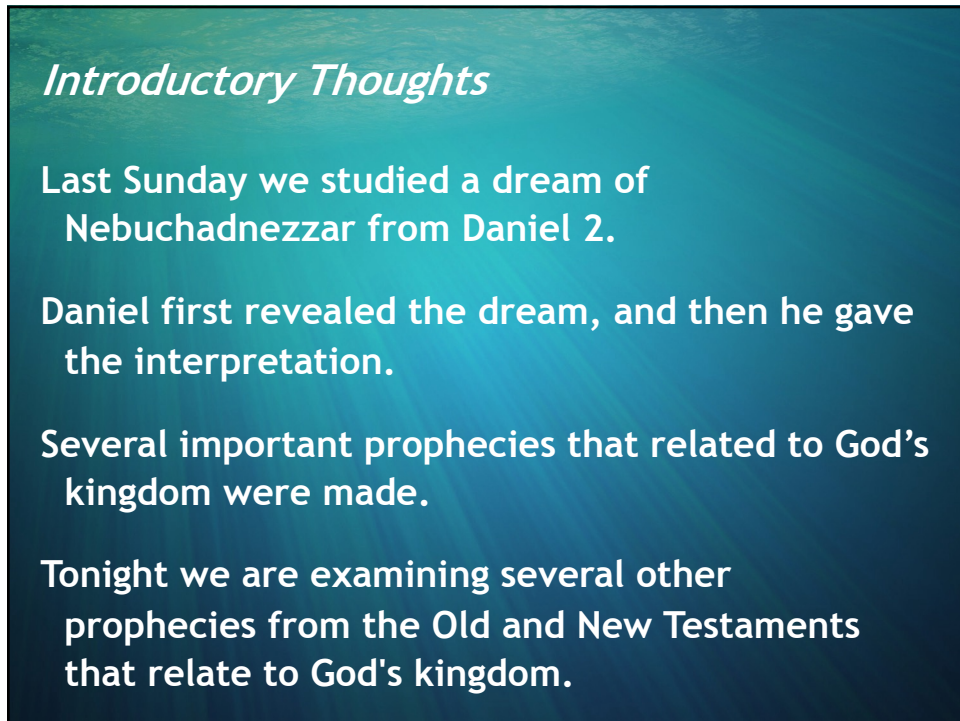 Introductory Thoughts
Last Sunday we studied a dream of
Nebuchadnezzar from Daniel 2.
Daniel first revealed the dream, and then he gave
the interpretation.
Several important prophecies that related to God’s
kingdom were made.
Tonight we are examining several other
prophecies from the Old and New Testaments
that relate to God's kingdom.